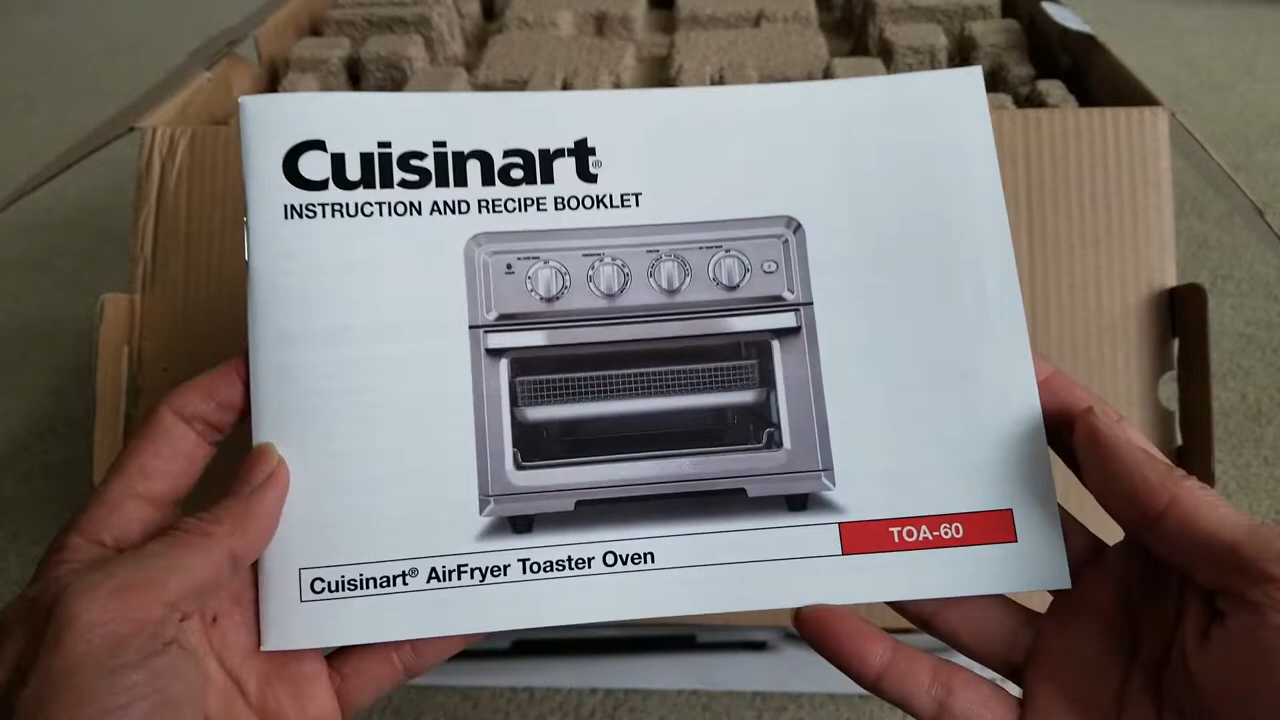 Cuisinart®
INSTRUCTION AND RECIPE BOOKLET
Cuisinart® AirFryer Toaster Oven
TOA-60